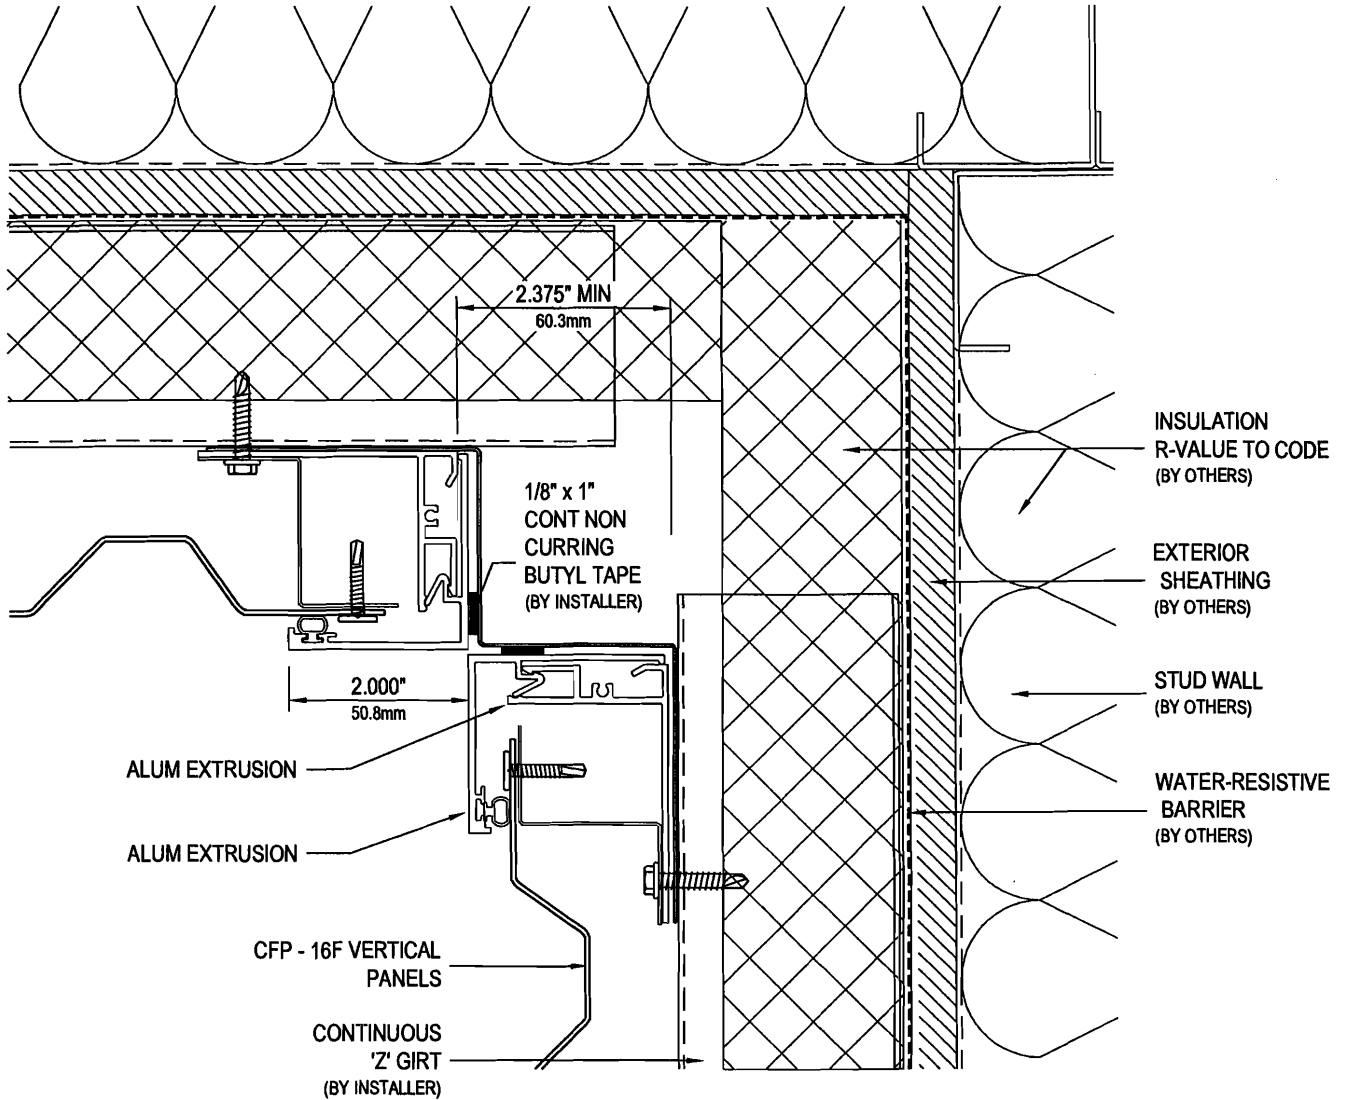 2.375" MIN
60.3mm
1/8" x 1"
CONT NON
CURRING
BUTYL TAPE
(BY INSTALLER)
INSULATION
R-VALUE TO CODE
(BY OTHERS)
EXTERIOR
SHEATHING
(BY OTHERS)
STUD WALL
(BY OTHERS)
WATER-RESISTIVE
BARRIER
(BY OTHERS)
2.000"
50.8mm
ALUM EXTRUSION
ALUM EXTRUSION
CFP - 16F VERTICAL
PANELS
CONTINUOUS
'Z' GIRT
(BY INSTALLER)